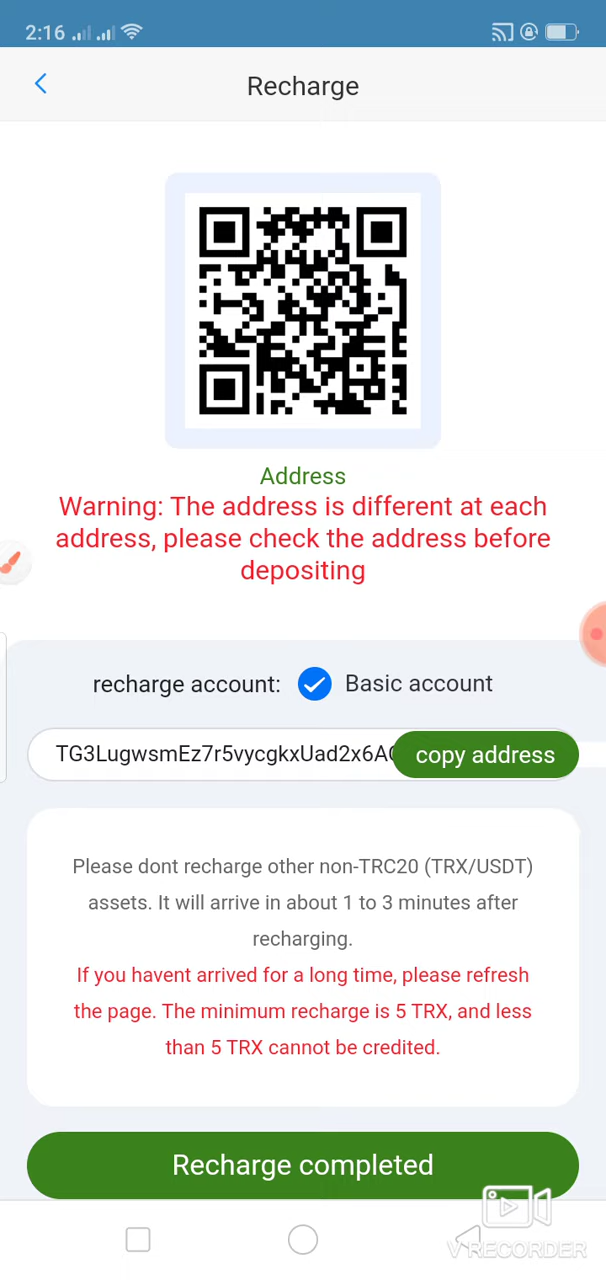 2:16
Recharge
Address
Warning: The address is different at each
address, please check the address before
depositing
recharge account: Basic account
TG3LugwsmEz7r5vycgkxUad2x6A
copy address
Please dont recharge other non-TRC20 (TRX/USDT)
assets. It will arrive in about 1 to 3 minutes after
recharging.
If you havent arrived for a long time, please refresh
the page. The minimum recharge is 5 TRX, and less
than 5 TRX cannot be credited.
Recharge completed
V RECORDER